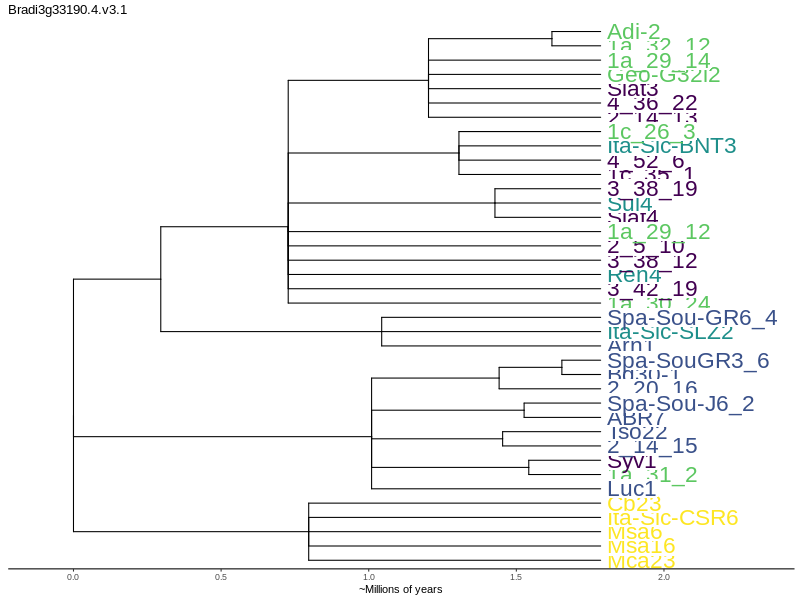 Bradi3g33190.4.v3.1
Adi-2
1a_32_12
1a_29_14
Geo-G32i2
Slat3
4_36_22
2_14_13
1c_26_3
Ita-Sic-BNT3
4_52_6
3_38_19
Sul4
Slat4
1a_29_12
2_5_10
3_38_12
Ren4
3_42_19
1a_30_24
Spa-Sou-GR6_4
Ita-Sic-SLZ2
Arn1
Spa-SouGR3_6
Bd30-1
2_20_16
Spa-Sou-J6_2
ABR7
Tso22
2_14_15
Syv1
1a_31_2
Luc1
Cb23
Ita-Sic-CSR6
Msa6
Msa16
Mca23
0.0 0.5 1.0 1.5 2.0
~Millions of years